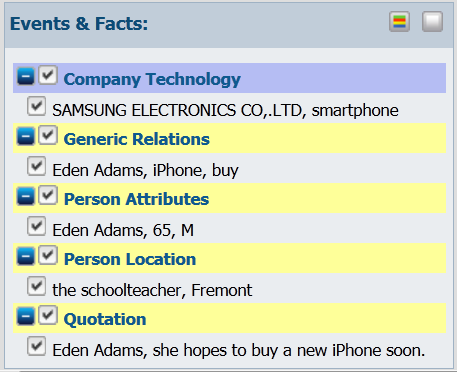 Events & Facts:
Company Technology
SAMSUNG ELECTRONICS CO,.LTD, smartphone
Generic Relations
Eden Adams, iPhone, buy
Person Attributes
Eden Adams, 65, M
Person Location
the schoolteacher, Fremont
Quotation
Eden Adams, she hopes to buy a new iPhone soon.